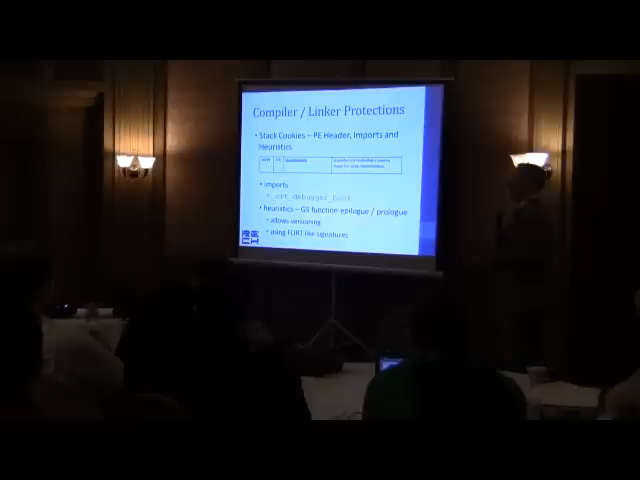 Compiler / Linker Protections
• Stack Cookies – PE Header, Imports and
Heuristics
• imports
• _crt_debugger_hook
• heuristics – GS function epilogue / prologue
• allows versioning
• using FLIRT like signatures